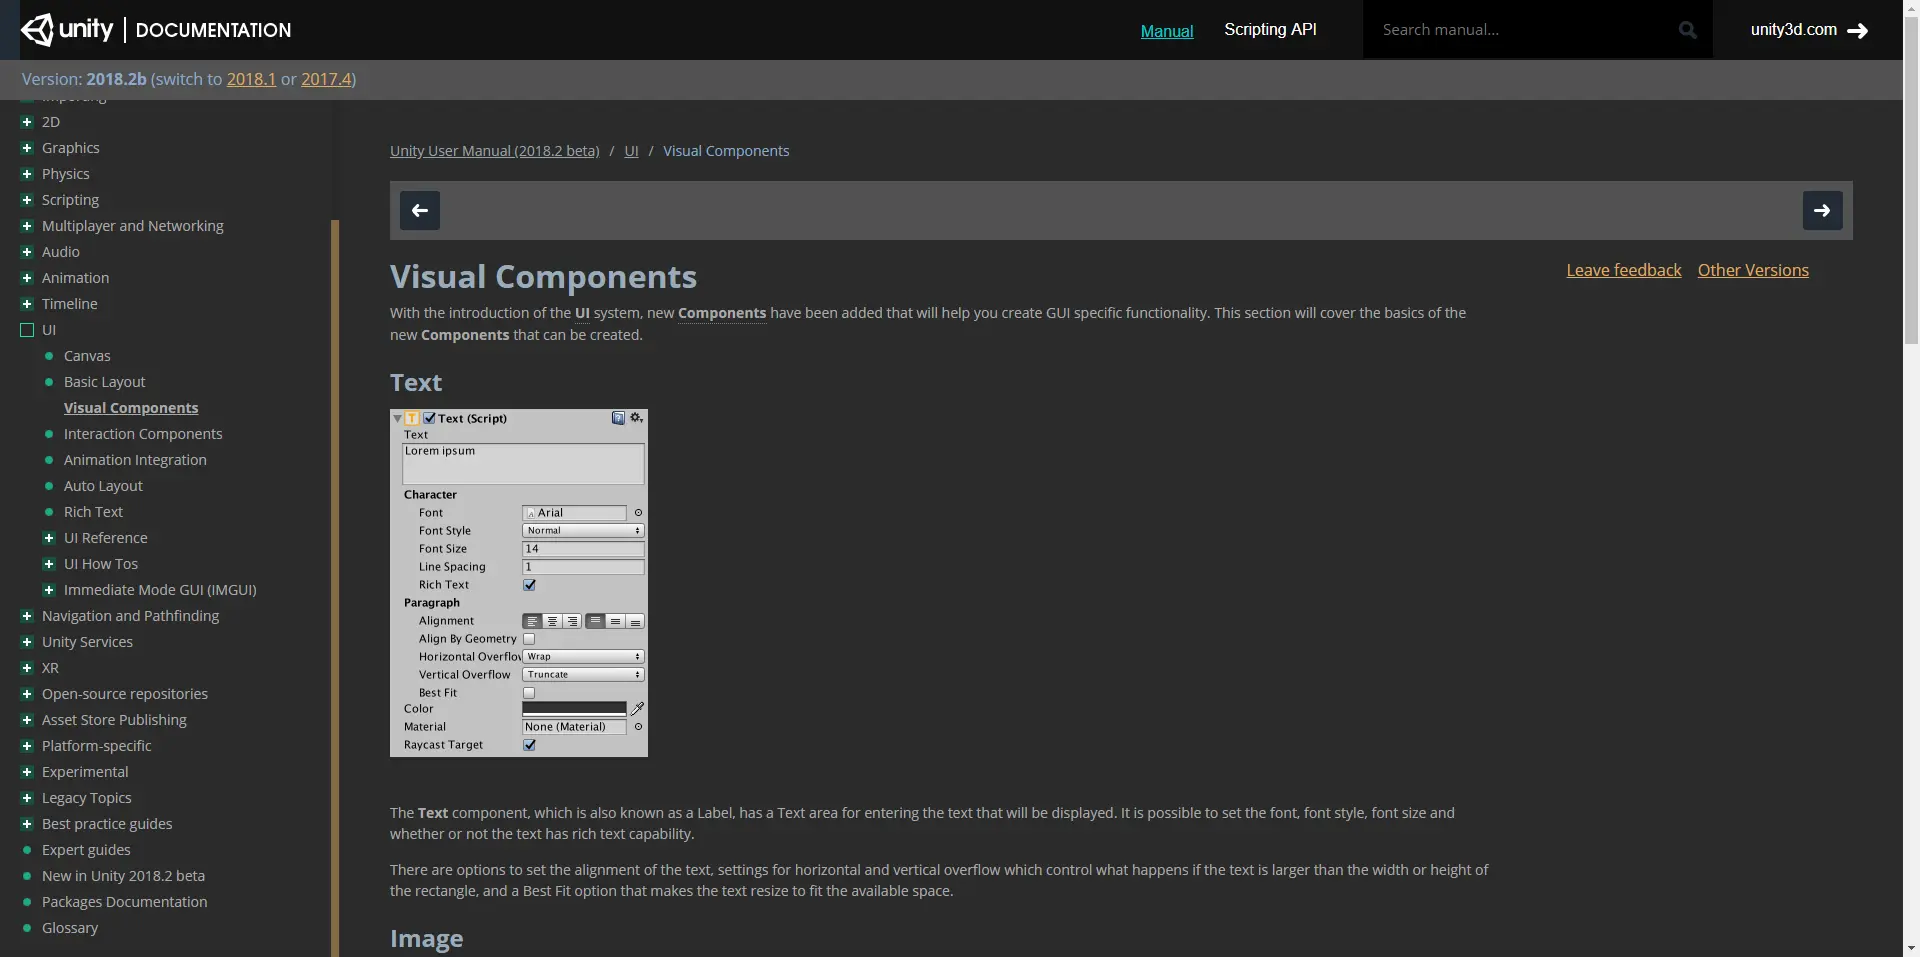 unity | DOCUMENTATION
Manual
Scripting API
Search manual...
unity3d.com
Version: 2018.2b (switch to 2018.1 or 2017.4)
Importing
2D
Graphics
Physics
Scripting
Multiplayer and Networking
Audio
Animation
Timeline
UI
Canvas
Basic Layout
Visual Components
Interaction Components
Animation Integration
Auto Layout
Rich Text
UI Reference
UI How Tos
Immediate Mode GUI (IMGUI)
Navigation and Pathfinding
Unity Services
XR
Open-source repositories
Asset Store Publishing
Platform-specific
Experimental
Legacy Topics
Best practice guides
Expert guides
New in Unity 2018.2 beta
Packages Documentation
Glossary
Unity User Manual (2018.2 beta) / UI / Visual Components
Visual Components
Leave feedback
Other Versions
With the introduction of the UI system, new Components have been added that will help you create GUI specific functionality. This section will cover the basics of the
new Components that can be created.
Text
Text (Script)
Text
Lorem ipsum
Character
Font Arial
Font Style Normal
Font Size 14
Line Spacing 1
Rich Text
Paragraph
Alignment
Align By Geometry
Horizontal Overflow Wrap
Vertical Overflow Truncate
Best Fit
Color
Material None (Material)
Raycast Target
The Text component, which is also known as a Label, has a Text area for entering the text that will be displayed. It is possible to set the font, font style, font size and
whether or not the text has rich text capability.
There are options to set the alignment of the text, settings for horizontal and vertical overflow which control what happens if the text is larger than the width or height of
the rectangle, and a Best Fit option that makes the text resize to fit the available space.
Image